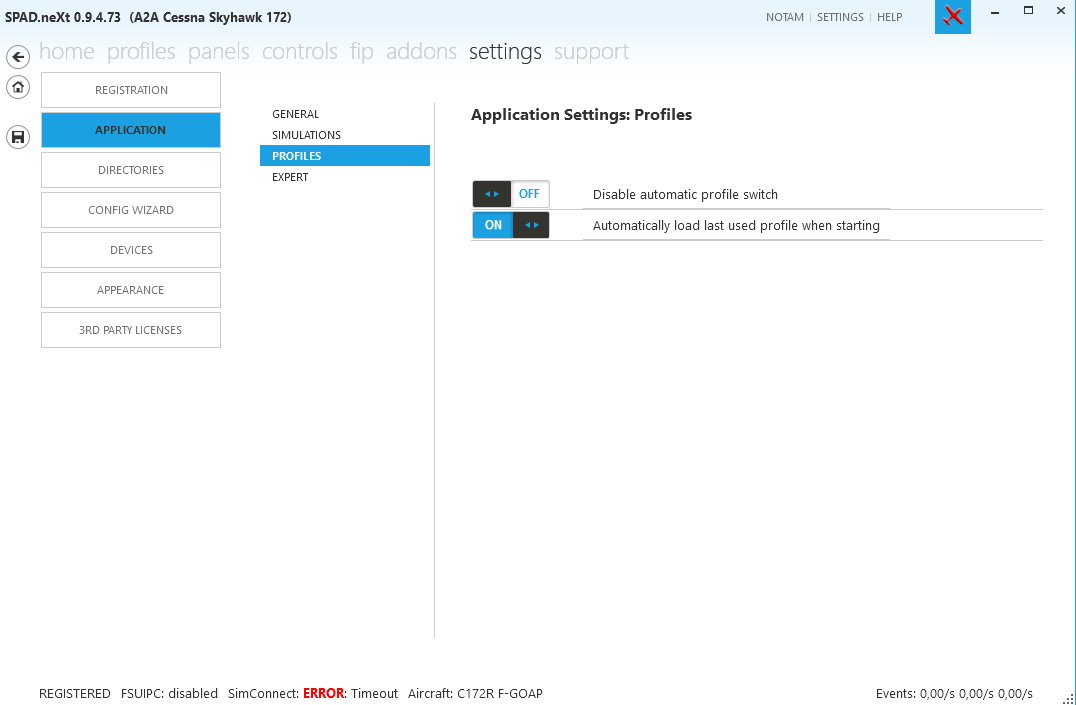 SPAD.neXt 0.9.4.73 (A2A Cessna Skyhawk 172)
NOTAM SETTINGS HELP
home profiles panels controls fip addons settings support
REGISTRATION
APPLICATION
DIRECTORIES
CONFIG WIZARD
DEVICES
APPEARANCE
3RD PARTY LICENSES
GENERAL
SIMULATIONS
PROFILES
EXPERT
Application Settings: Profiles
OFF Disable automatic profile switch
ON Automatically load last used profile when starting
REGISTERED FSUIPC: disabled SimConnect: ERROR: Timeout Aircraft: C172R F-GOAP Events: 0,00/s 0,00/s 0,00/s